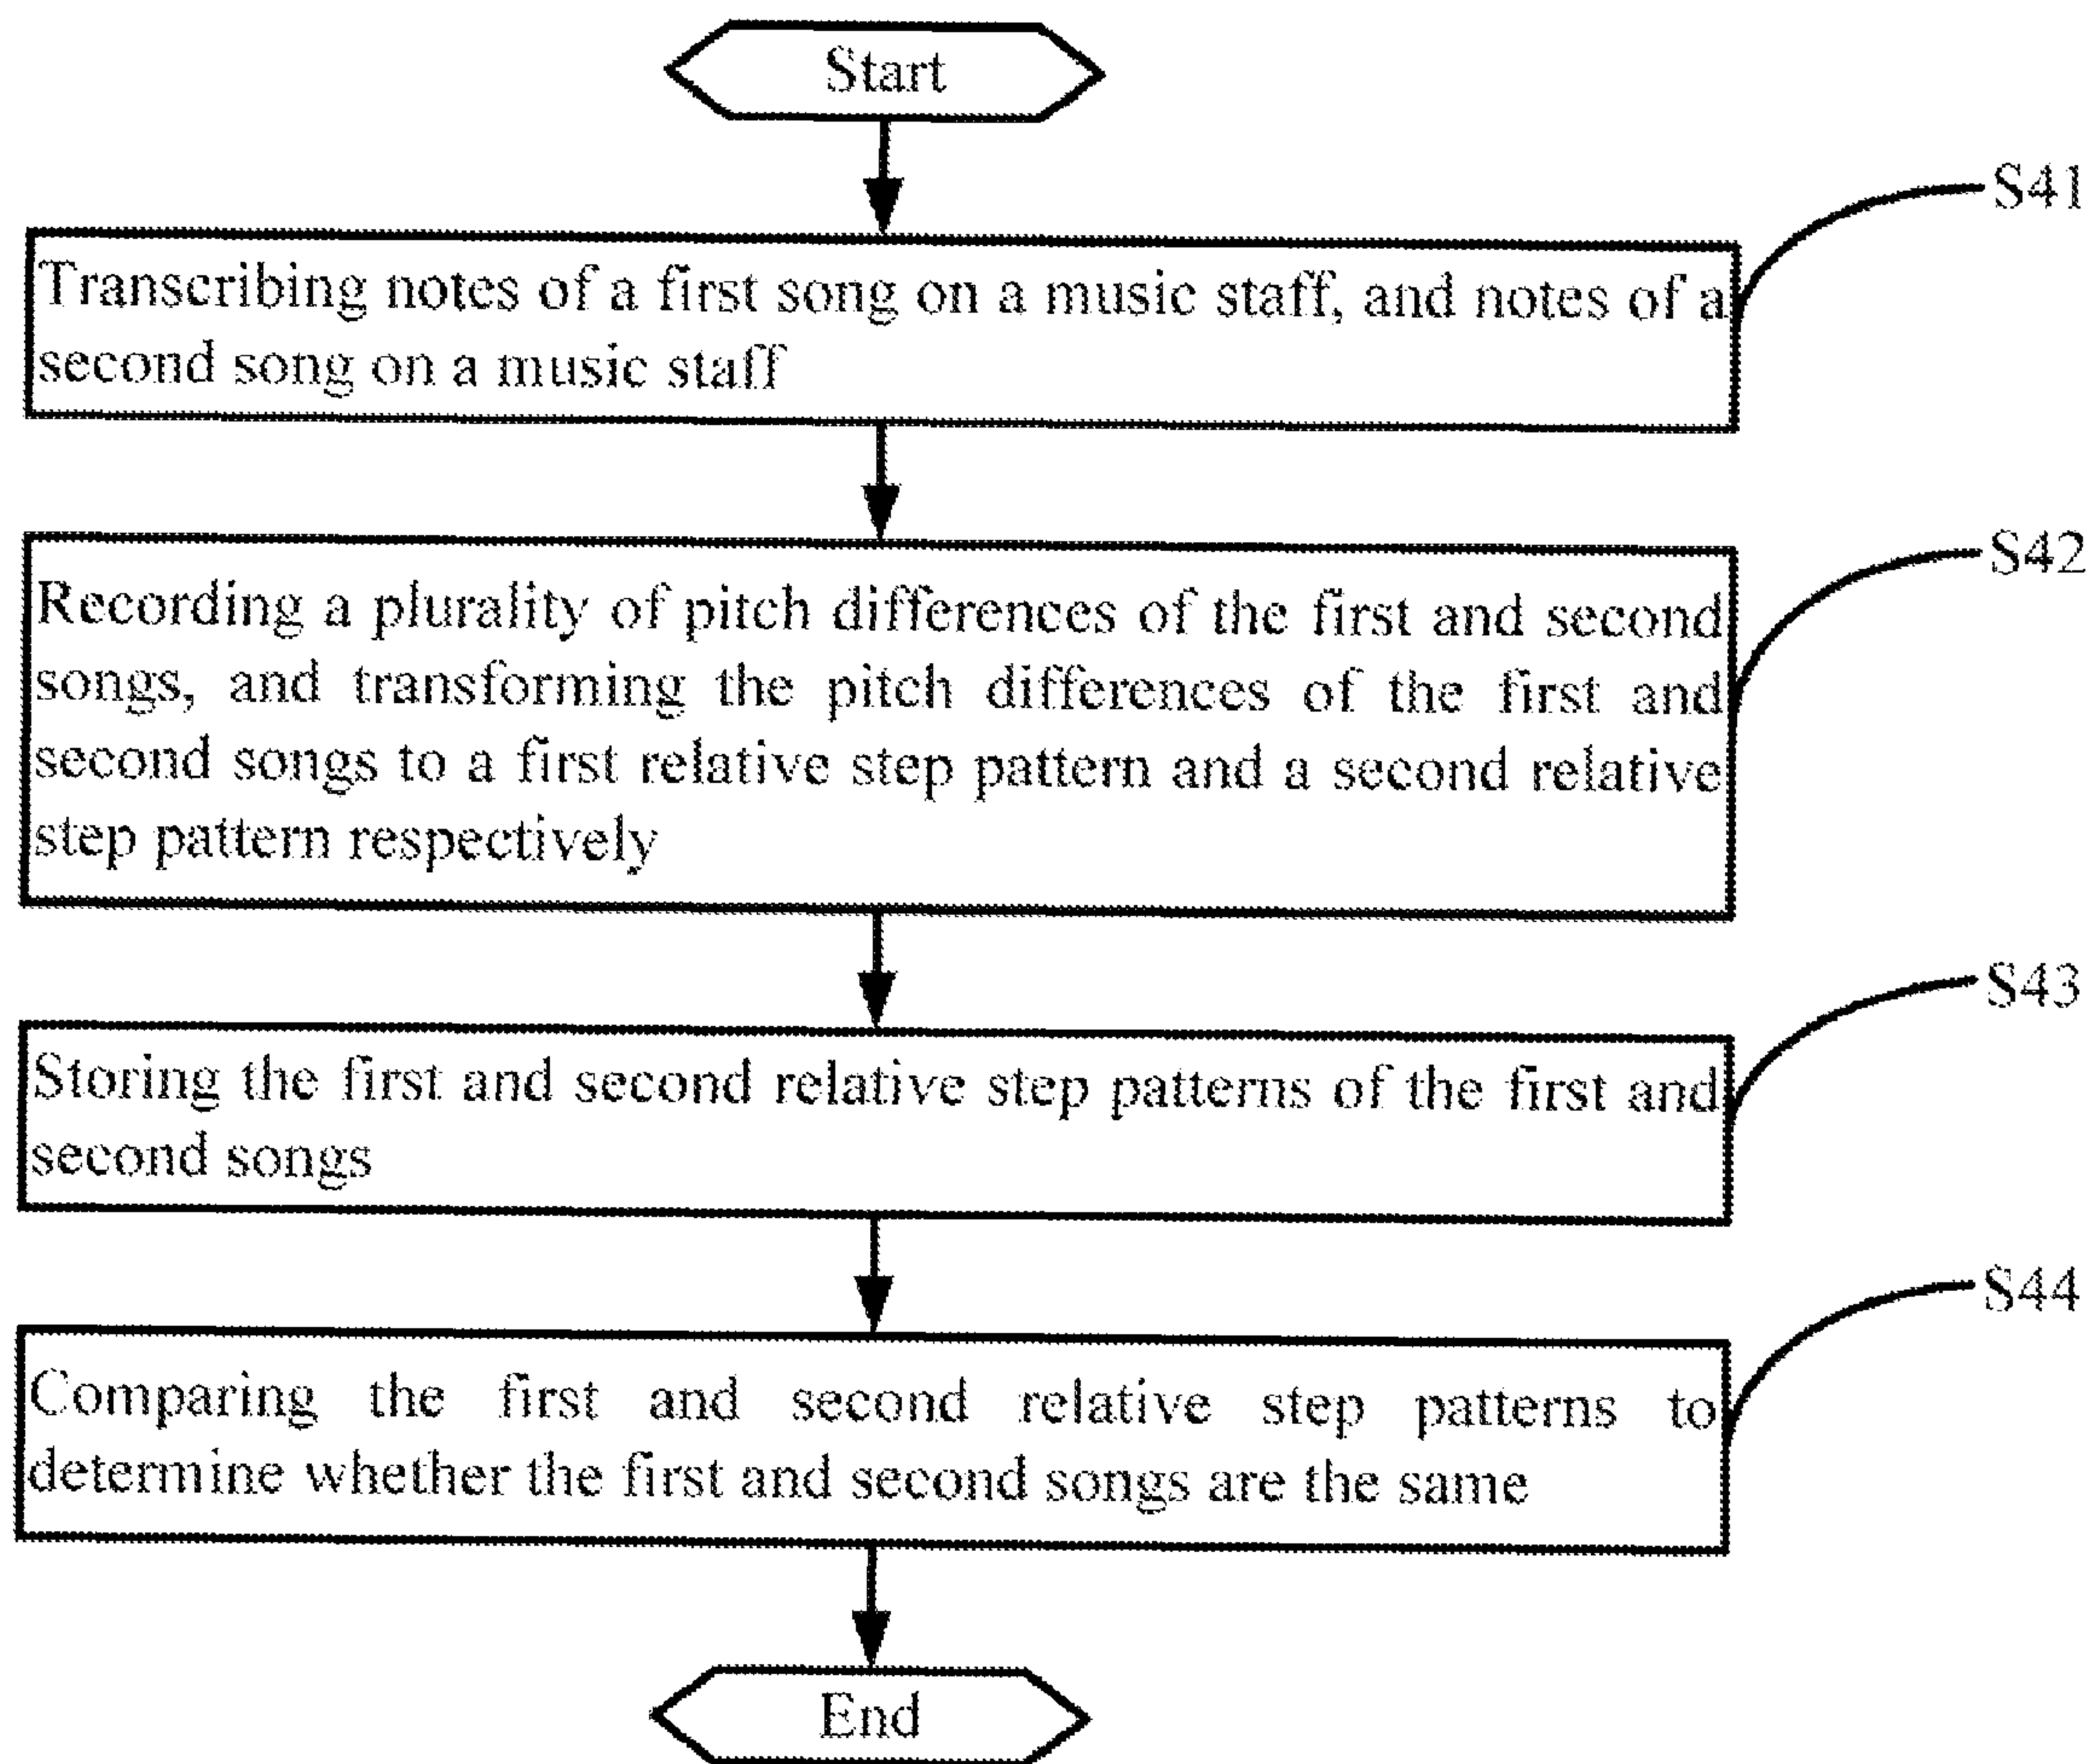 Start
S41
Transcribing notes of a first song on a music staff, and notes of a
second song on a music staff
S42
Recording a plurality of pitch differences of the first and second
songs, and transforming the pitch differences of the first and
second songs to a first relative step pattern and a second relative
step pattern respectively
S43
Storing the first and second relative step patterns of the first and
second songs
S44
Comparing the first and second relative step patterns to
determine whether the first and second songs are the same
End